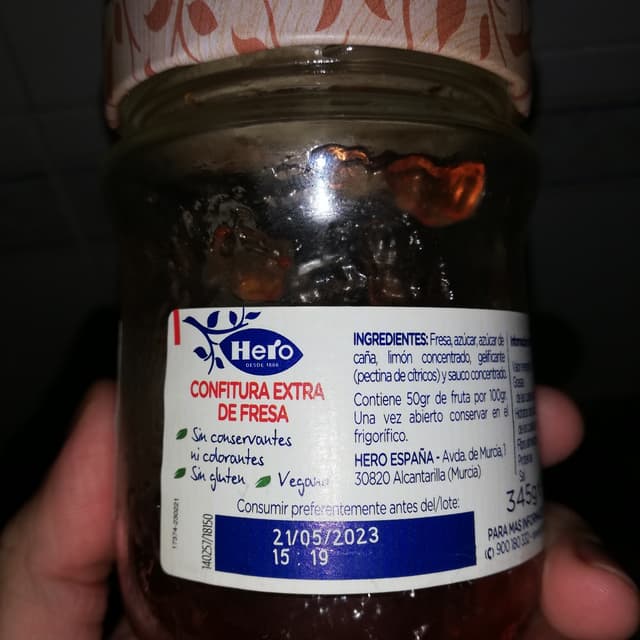 Hero
DESDE 1886
CONFITURA EXTRA
DE FRESA
Sin conservantes
ni colorantes
Sin gluten
Vegano
INGREDIENTES: Fresa, azúcar, azúcar de
caña, limón concentrado, gelificante
(pectina de cítricos) y sauco concentrado.
Contiene 50gr de fruta por 100gr.
Una vez abierto conservar en el
frigorífico.
HERO ESPAÑA - Avda. de Murcia, 1
30820 Alcantarilla (Murcia)
Consumir preferentemente antes del/lote:
21/05/2023
15 19
345g
PARA MAS
900 180